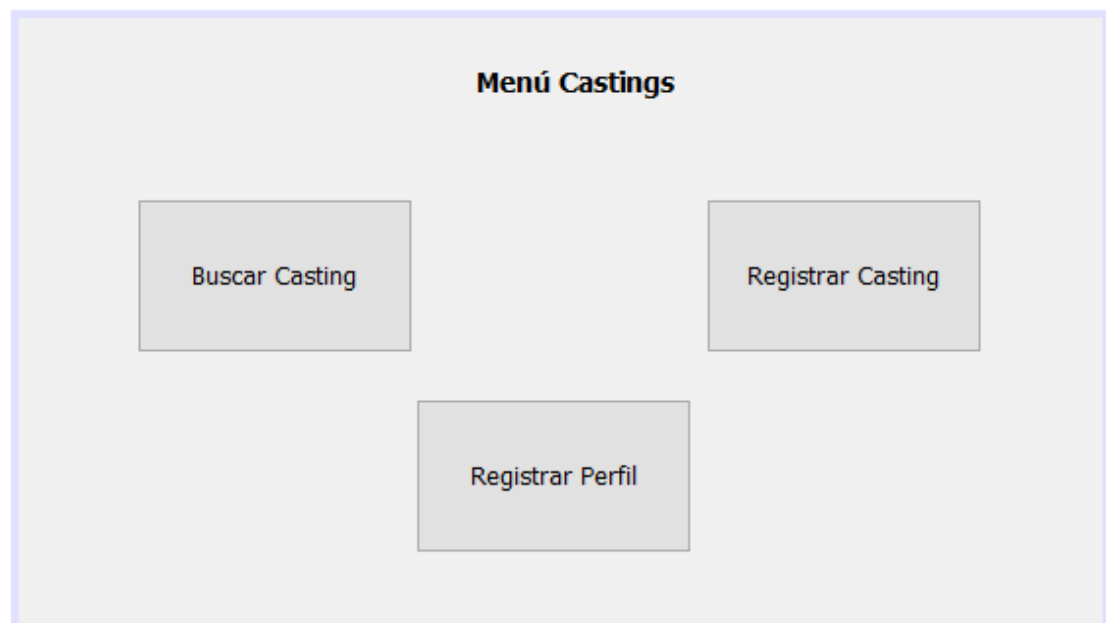 Menú Castings
Buscar Casting
Registrar Casting
Registrar Perfil